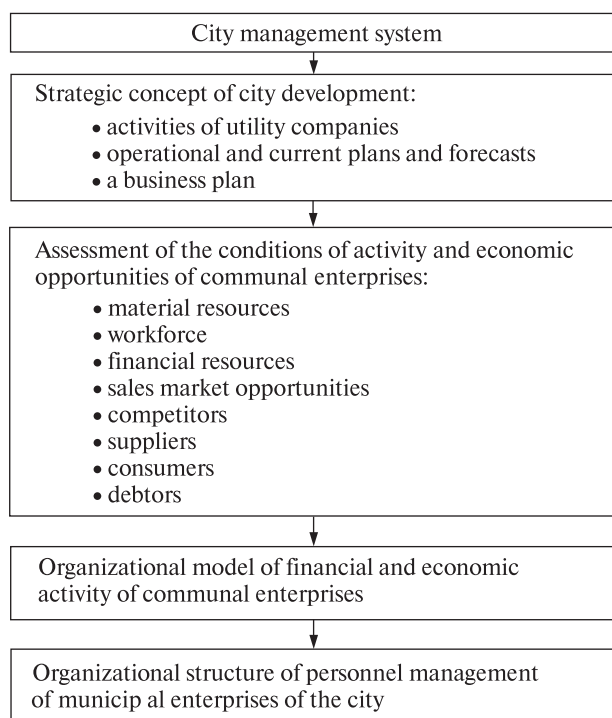 City management system
Strategic concept of city development:
• activities of utility companies
• operational and current plans and forecasts
• a business plan
Assessment of the conditions of activity and economic
opportunities of communal enterprises:
• material resources
• workforce
• financial resources
• sales market opportunities
• competitors
• suppliers
• consumers
• debtors
Organizational model of financial and economic
activity of communal enterprises
Organizational structure of personnel management
of municip al enterprises of the city